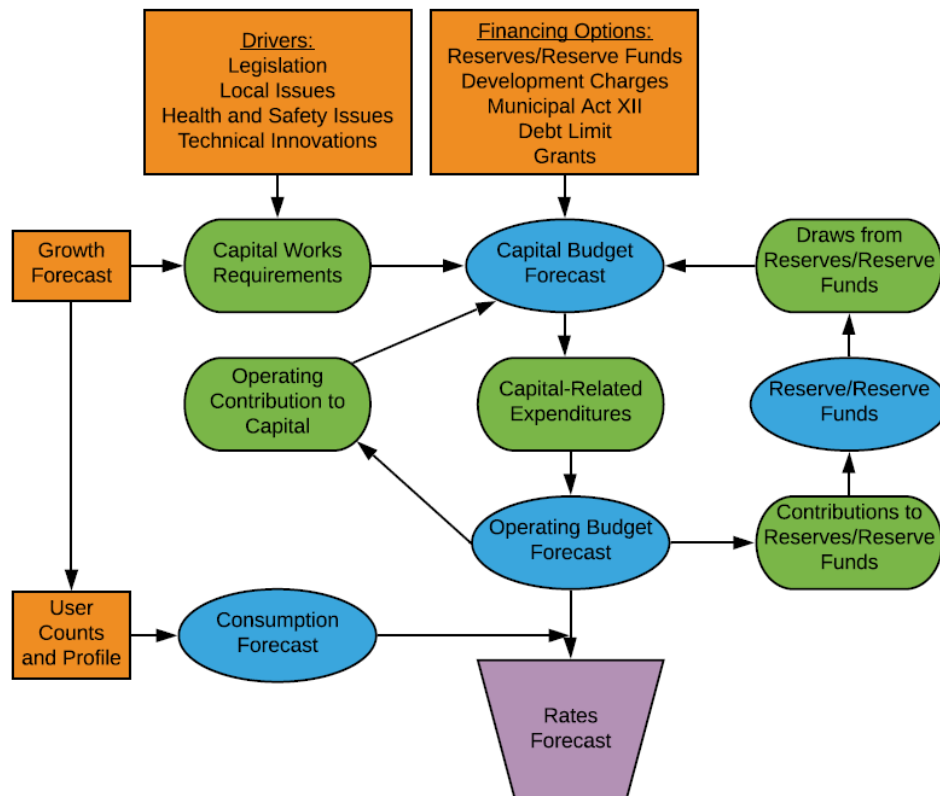 Drivers:
Legislation
Local Issues
Health and Safety Issues
Technical Innovations
Financing Options:
Reserves/Reserve Funds
Development Charges
Municipal Act XII
Debt Limit
Grants
Growth
Forecast
Capital Works
Requirements
Capital Budget
Forecast
Draws from
Reserves/Reserve
Funds
Operating
Contribution to
Capital
Capital-Related
Expenditures
Reserve/Reserve
Funds
Operating Budget
Forecast
Contributions to
Reserves/Reserve
Funds
User
Counts
and Profile
Consumption
Forecast
Rates
Forecast